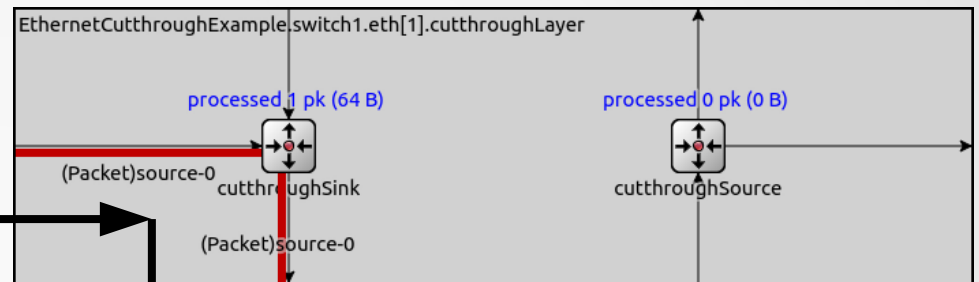 EthernetCutthroughExample.switch1.eth[1].cutthroughLayer
processed 1 pk (64 B)
processed 0 pk (0 B)
(Packet)source-0
cutthroughSink
cutthroughSource
(Packet)source-0